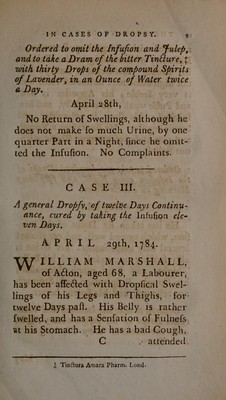 IN CASES OF DROPSY. 9
Ordered to omit the Infuſion and Julep,
and to take a Dram of the bitter Tincture, ‡
with thirty Drops of the compound Spirits
of Lavender, in an Ounce of Water twice
a Day.
April 28th,
No Return of Swellings, although he
does not make ſo much Urine, by one
quarter Part in a Night, ſince he omit-
ted the Infuſion. No Complaints.
CASE III.
A general Dropſy, of twelve Days Continu-
ance, cured by taking the Infuſion ele-
ven Days.
APRIL 29th, 1784.
WILLIAM MARSHALL,
of Acton, aged 68, a Labourer,
has been affected with Dropſical Swel-
lings of his Legs and Thighs, for
twelve Days paſt. His Belly is rather
ſwelled, and has a Senſation of Fulneſs
at his Stomach. He has a bad Cough,
C attended
‡ Tinctura Amara Pharm. Lond.